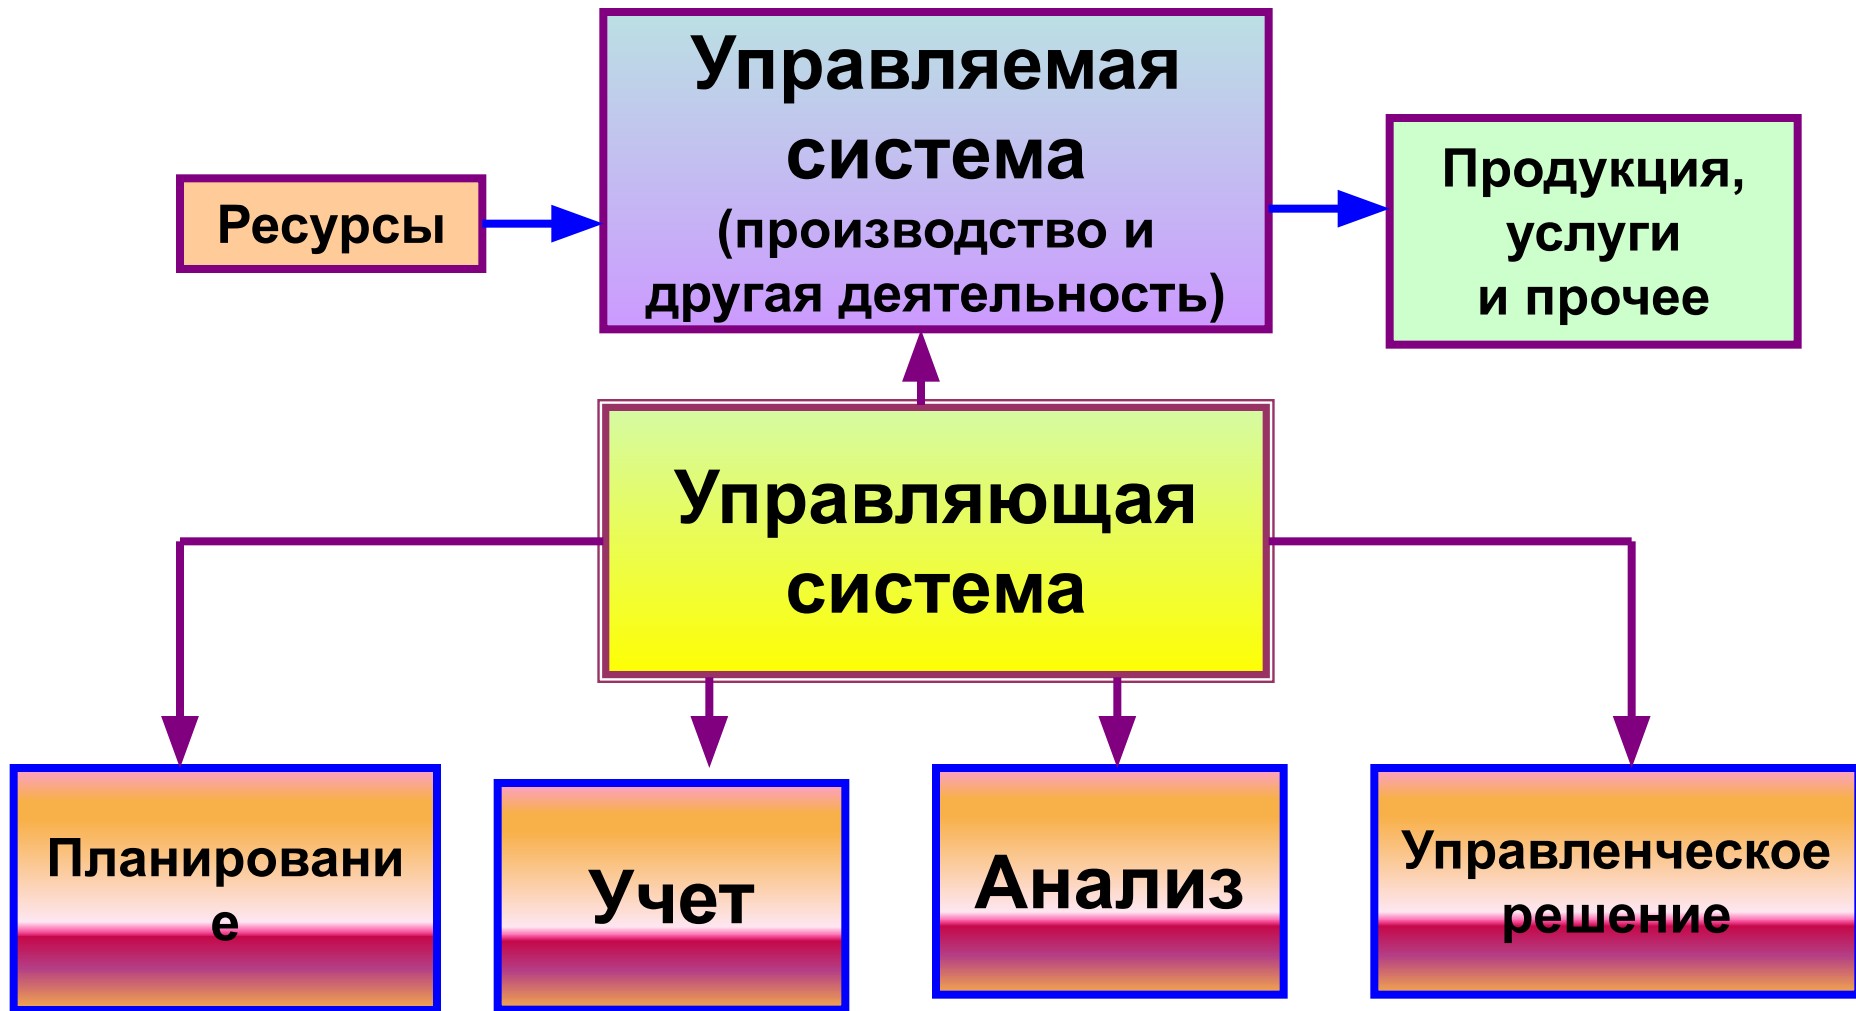 Управляемая
система
(производство и
другая деятельность)
Ресурсы
Продукция,
услуги
и прочее
Управляющая
система
Планировани
е
Учет
Анализ
Управленческое
решение